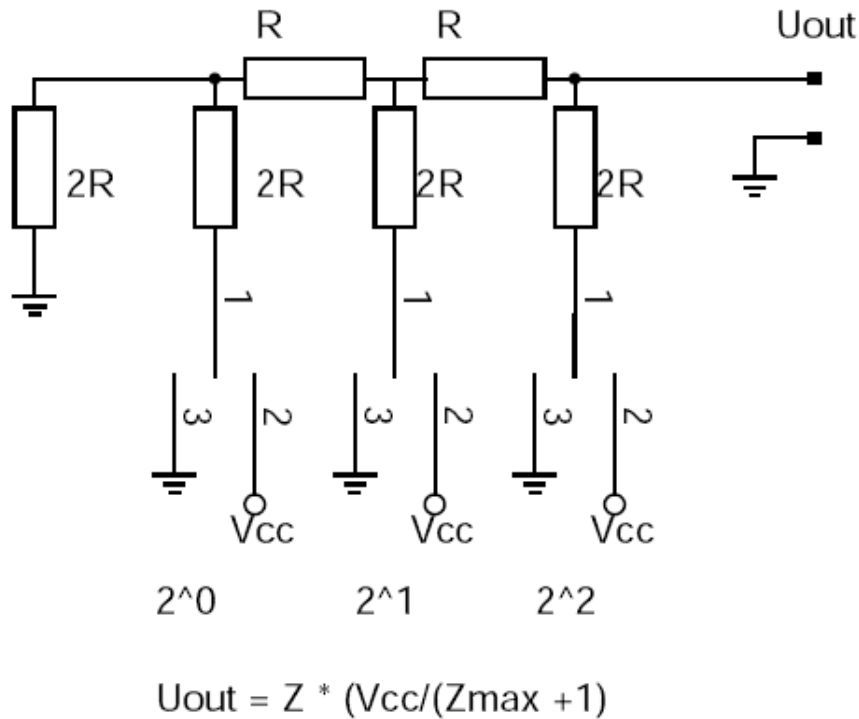 R R Uout
2R 2R 2R 2R
1 1 1
3 2 3 2 3 2
Vcc Vcc Vcc
2^0 2^1 2^2
Uout = Z * (Vcc/(Zmax +1)